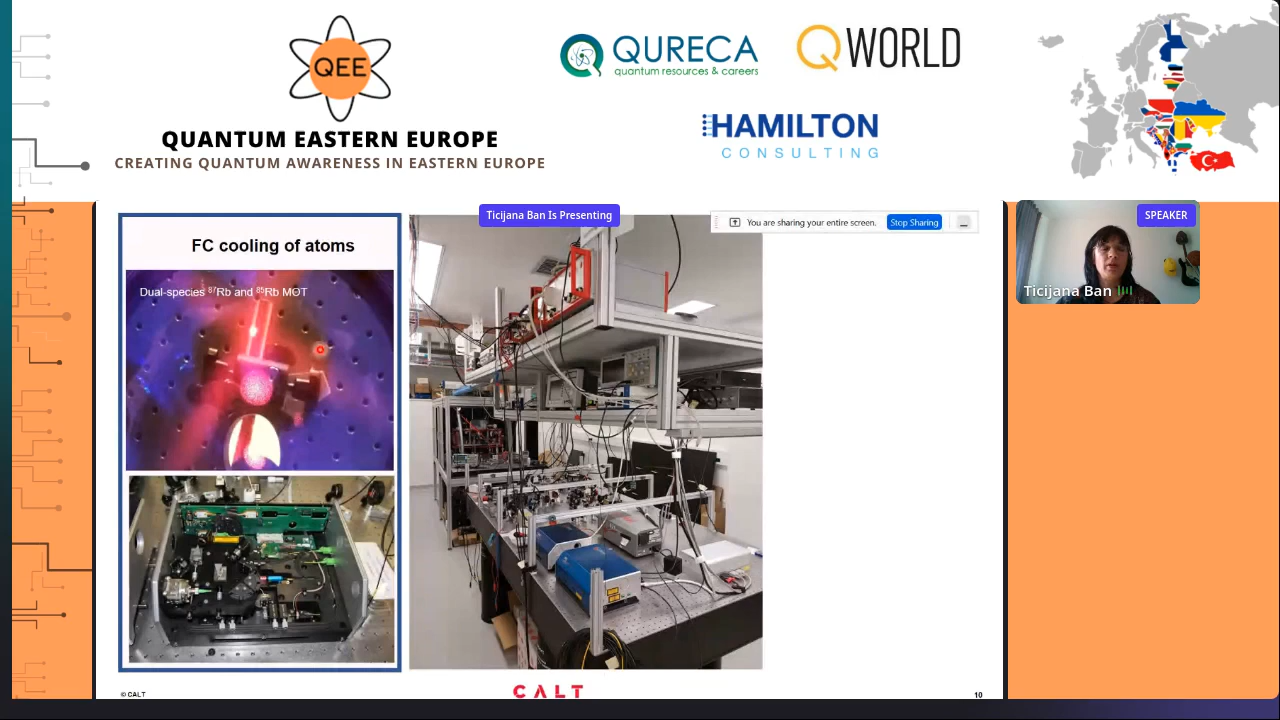 QEE
QUANTUM EASTERN EUROPE
CREATING QUANTUM AWARENESS IN EASTERN EUROPE
QURECA
quantum resources & careers
QWORLD
HAMILTON
CONSULTING
Ticijana Ban Is Presenting
You are sharing your entire screen.
Stop Sharing
SPEAKER
Ticijana Ban
FC cooling of atoms
Dual-species ⁸⁷Rb and ⁸⁵Rb MOT
© CALT
CALT
10